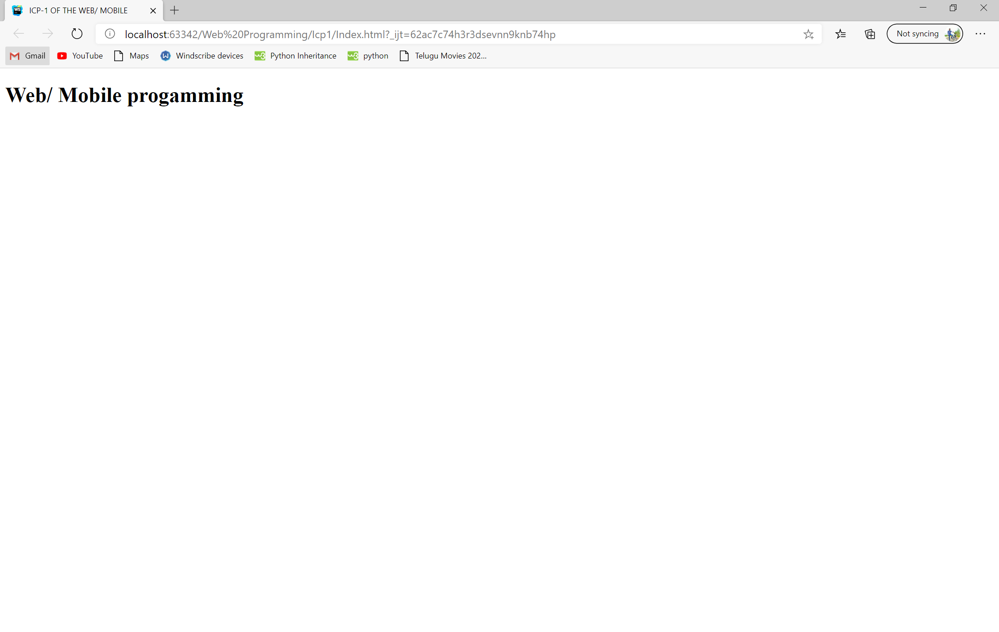 WS ICP-1 OF THE WEB/ MOBILE
localhost:63342/Web%20Programming/Icp1/Index.html?_ijt=62ac7c74h3r3dsevnn9knb74hp Not syncing
Gmail YouTube Maps Windscribe devices Python Inheritance python Telugu Movies 202...
Web/ Mobile progamming